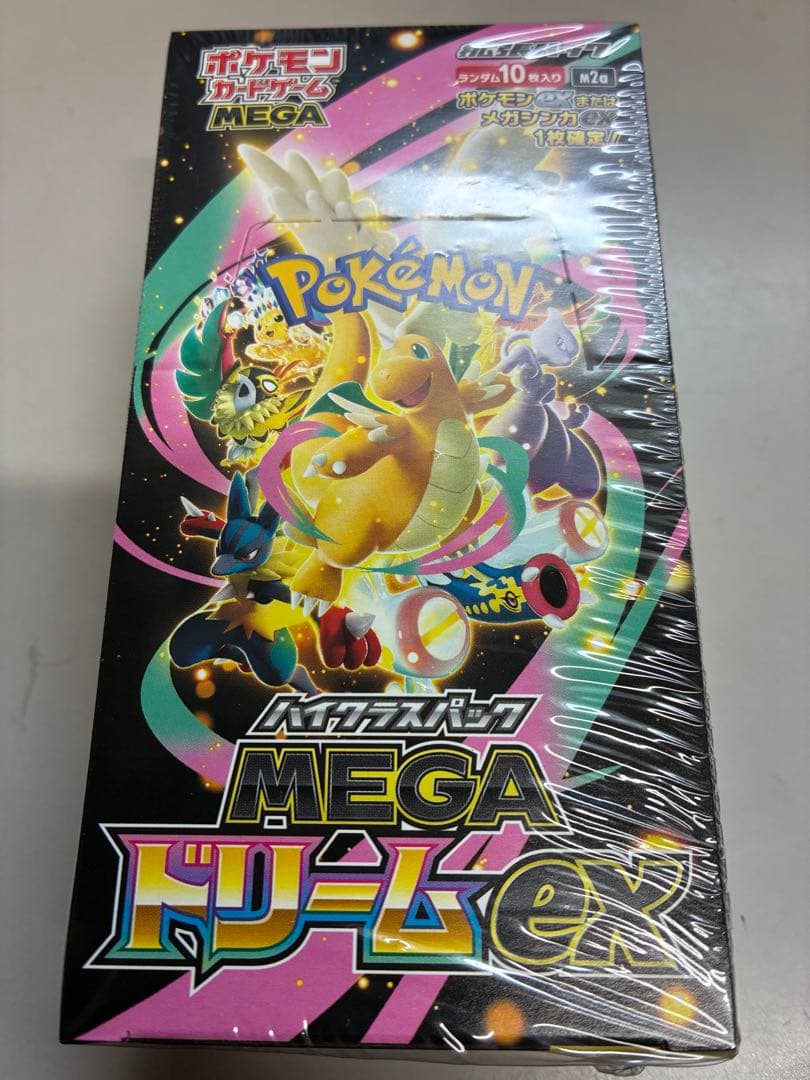 ポケモン
カードゲーム
MEGA
ランダム10枚入り
M2a
ポケモンexまたは
メガシンカex
1枚確定!
POKéMON
TM
ハイクラスパック
MEGA
ドリームex